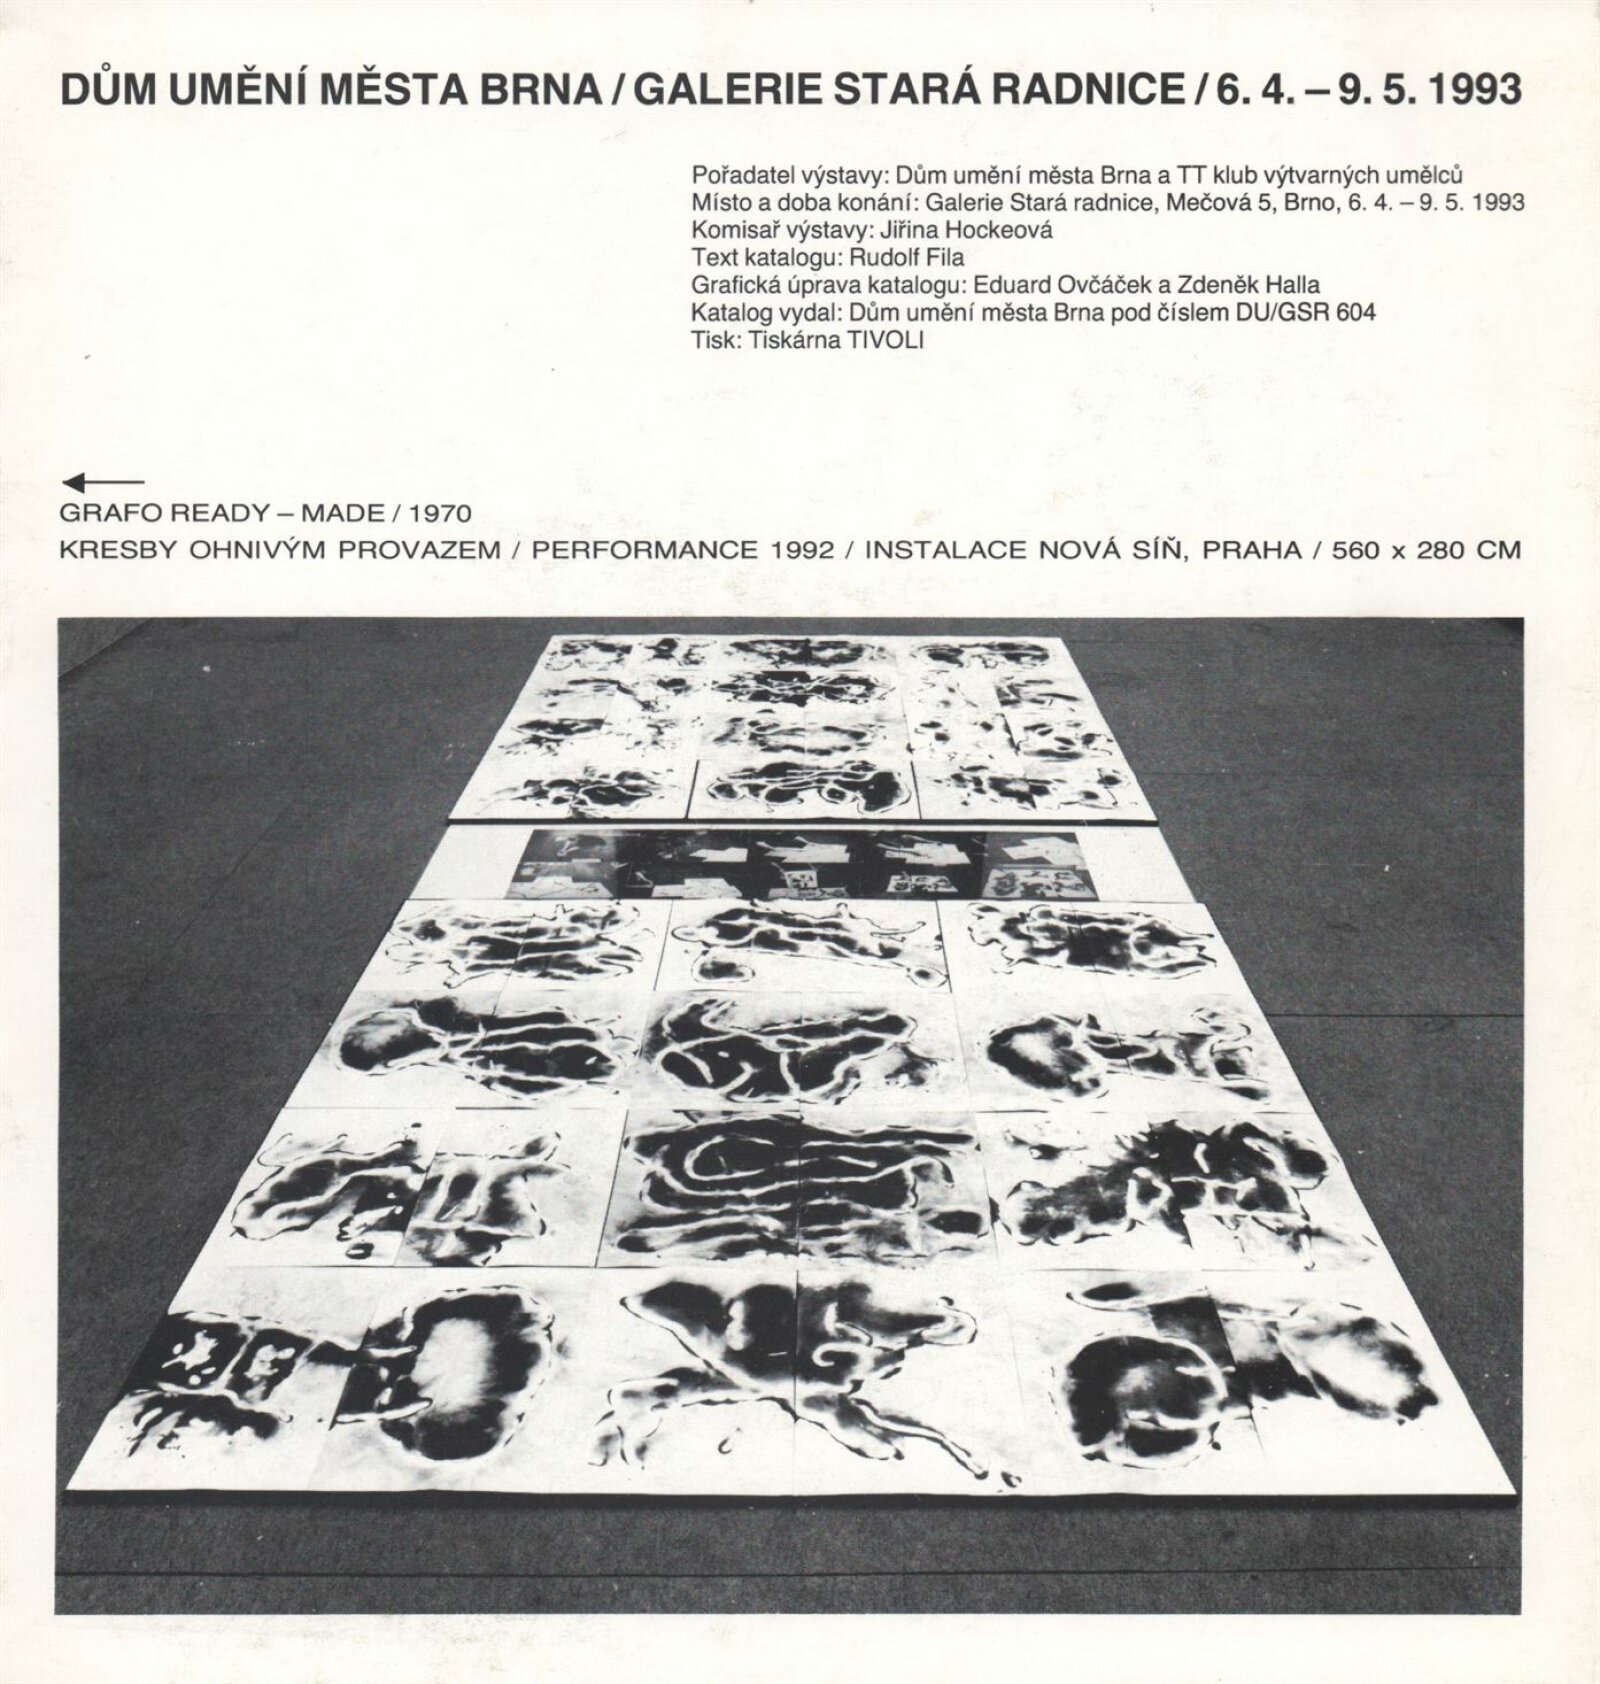 DŮM UMĚNÍ MĚSTA BRNA / GALERIE STARÁ RADNICE / 6. 4. – 9. 5. 1993
Pořadatel výstavy: Dům umění města Brna a TT klub výtvarných umělců
Místo a doba konání: Galerie Stará radnice, Mečová 5, Brno, 6. 4. – 9. 5. 1993
Komisař výstavy: Jiřina Hockeová
Text katalogu: Rudolf Fila
Grafická úprava katalogu: Eduard Ovčáček a Zdeněk Halla
Katalog vydal: Dům umění města Brna pod číslem DU/GSR 604
Tisk: Tiskárna TIVOLI
GRAFO READY – MADE / 1970
KRESBY OHNIVÝM PROVAZEM / PERFORMANCE 1992 / INSTALACE NOVÁ SÍŇ, PRAHA / 560 x 280 CM